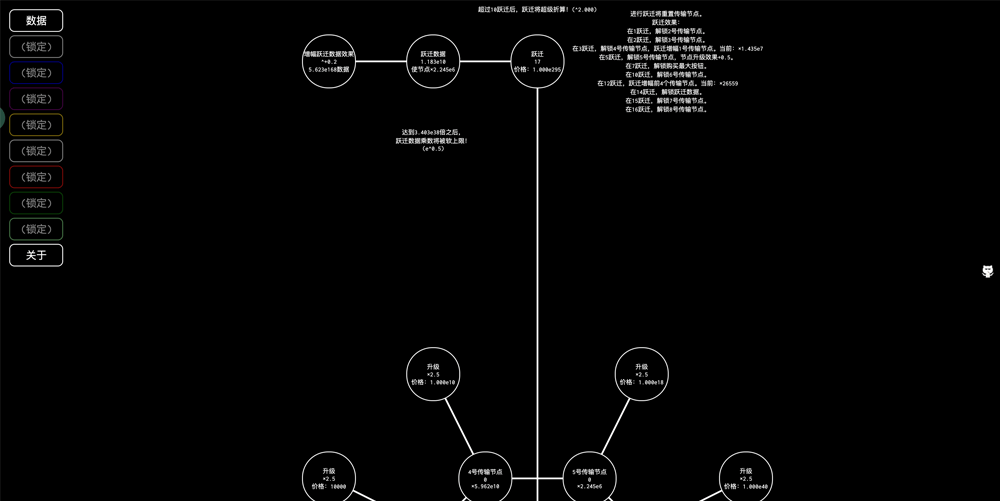 数据
(锁定)
(锁定)
(锁定)
(锁定)
(锁定)
(锁定)
(锁定)
(锁定)
关于
超过10跃迁后, 跃迁将超级折算! (^2.000)
进行跃迁将重置传输节点。
跃迁效果:
在1跃迁, 解锁2号传输节点。
在2跃迁, 解锁3号传输节点。
在3跃迁, 解锁4号传输节点, 跃迁增幅1号传输节点。当前: *1.435e7
在5跃迁, 解锁5号传输节点, 节点升级效果+0.5。
在7跃迁, 解锁购买最大按钮。
在10跃迁, 解锁6号传输节点。
在12跃迁, 跃迁增幅前4个传输节点。当前: *26559
在14跃迁, 解锁跃迁数据。
在15跃迁, 解锁7号传输节点。
在16跃迁, 解锁8号传输节点。
增幅跃迁数据效果
^+0.2
5.623e168数据
跃迁数据
1.183e10
使节点*2.245e6
跃迁
17
价格: 1.000e295
达到3.403e38倍之后,
跃迁数据乘数将被软上限!
(e^0.5)
升级
*2.5
价格: 1.000e10
升级
*2.5
价格: 1.000e18
升级
*2.5
价格: 10000
4号传输节点
0
*5.962e10
5号传输节点
0
*2.245e6
升级
*2.5
价格: 1.000e40